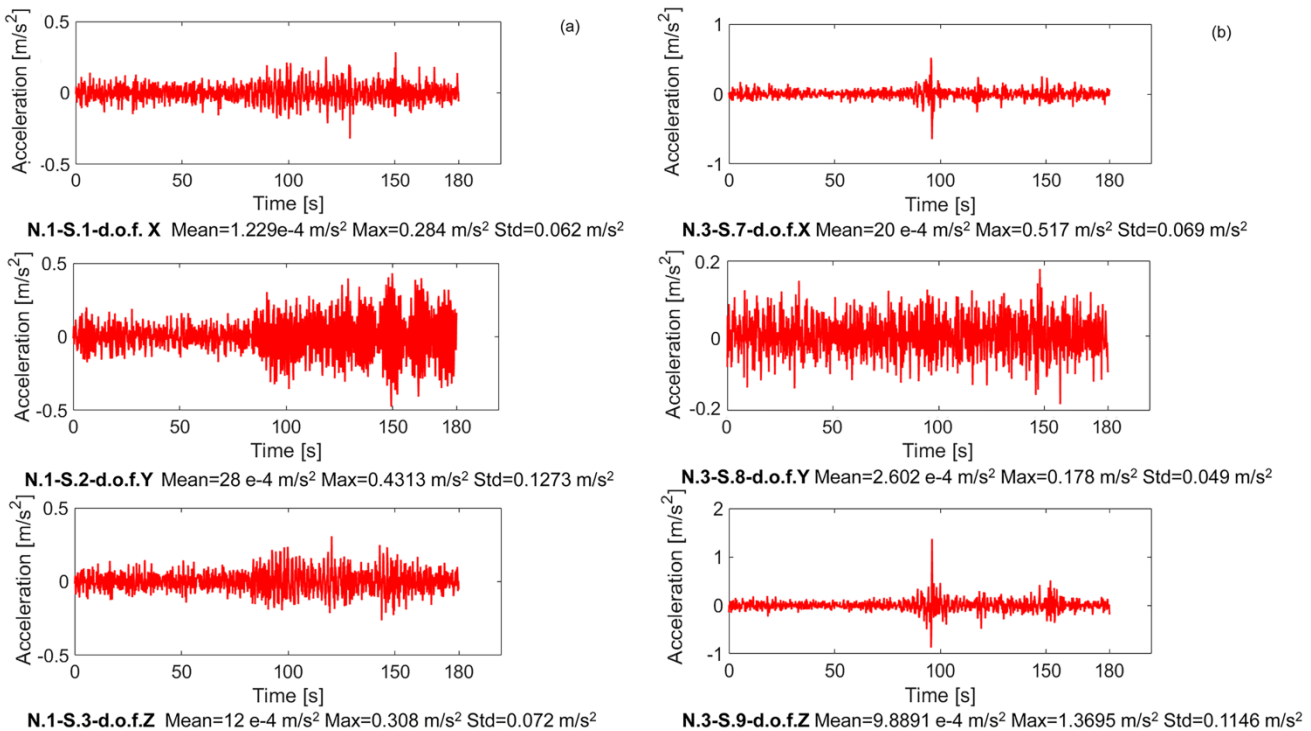 (a)
Acceleration [m/s²]
0.5
0
-0.5
0 50 100 150 180
Time [s]
N.1-S.1-d.o.f. X Mean=1.229e-4 m/s² Max=0.284 m/s² Std=0.062 m/s²
Acceleration [m/s²]
0.5
0
-0.5
0 50 100 150 180
Time [s]
N.1-S.2-d.o.f.Y Mean=28 e-4 m/s² Max=0.4313 m/s² Std=0.1273 m/s²
Acceleration [m/s²]
0.5
0
-0.5
0 50 100 150 180
Time [s]
N.1-S.3-d.o.f.Z Mean=12 e-4 m/s² Max=0.308 m/s² Std=0.072 m/s²
(b)
Acceleration [m/s²]
1
0
-1
0 50 100 150 180
Time [s]
N.3-S.7-d.o.f.X Mean=20 e-4 m/s² Max=0.517 m/s² Std=0.069 m/s²
Acceleration [m/s²]
0.2
0
-0.2
0 50 100 150 180
Time [s]
N.3-S.8-d.o.f.Y Mean=2.602 e-4 m/s² Max=0.178 m/s² Std=0.049 m/s²
Acceleration [m/s²]
2
1
0
-1
0 50 100 150 180
Time [s]
N.3-S.9-d.o.f.Z Mean=9.8891 e-4 m/s² Max=1.3695 m/s² Std=0.1146 m/s²